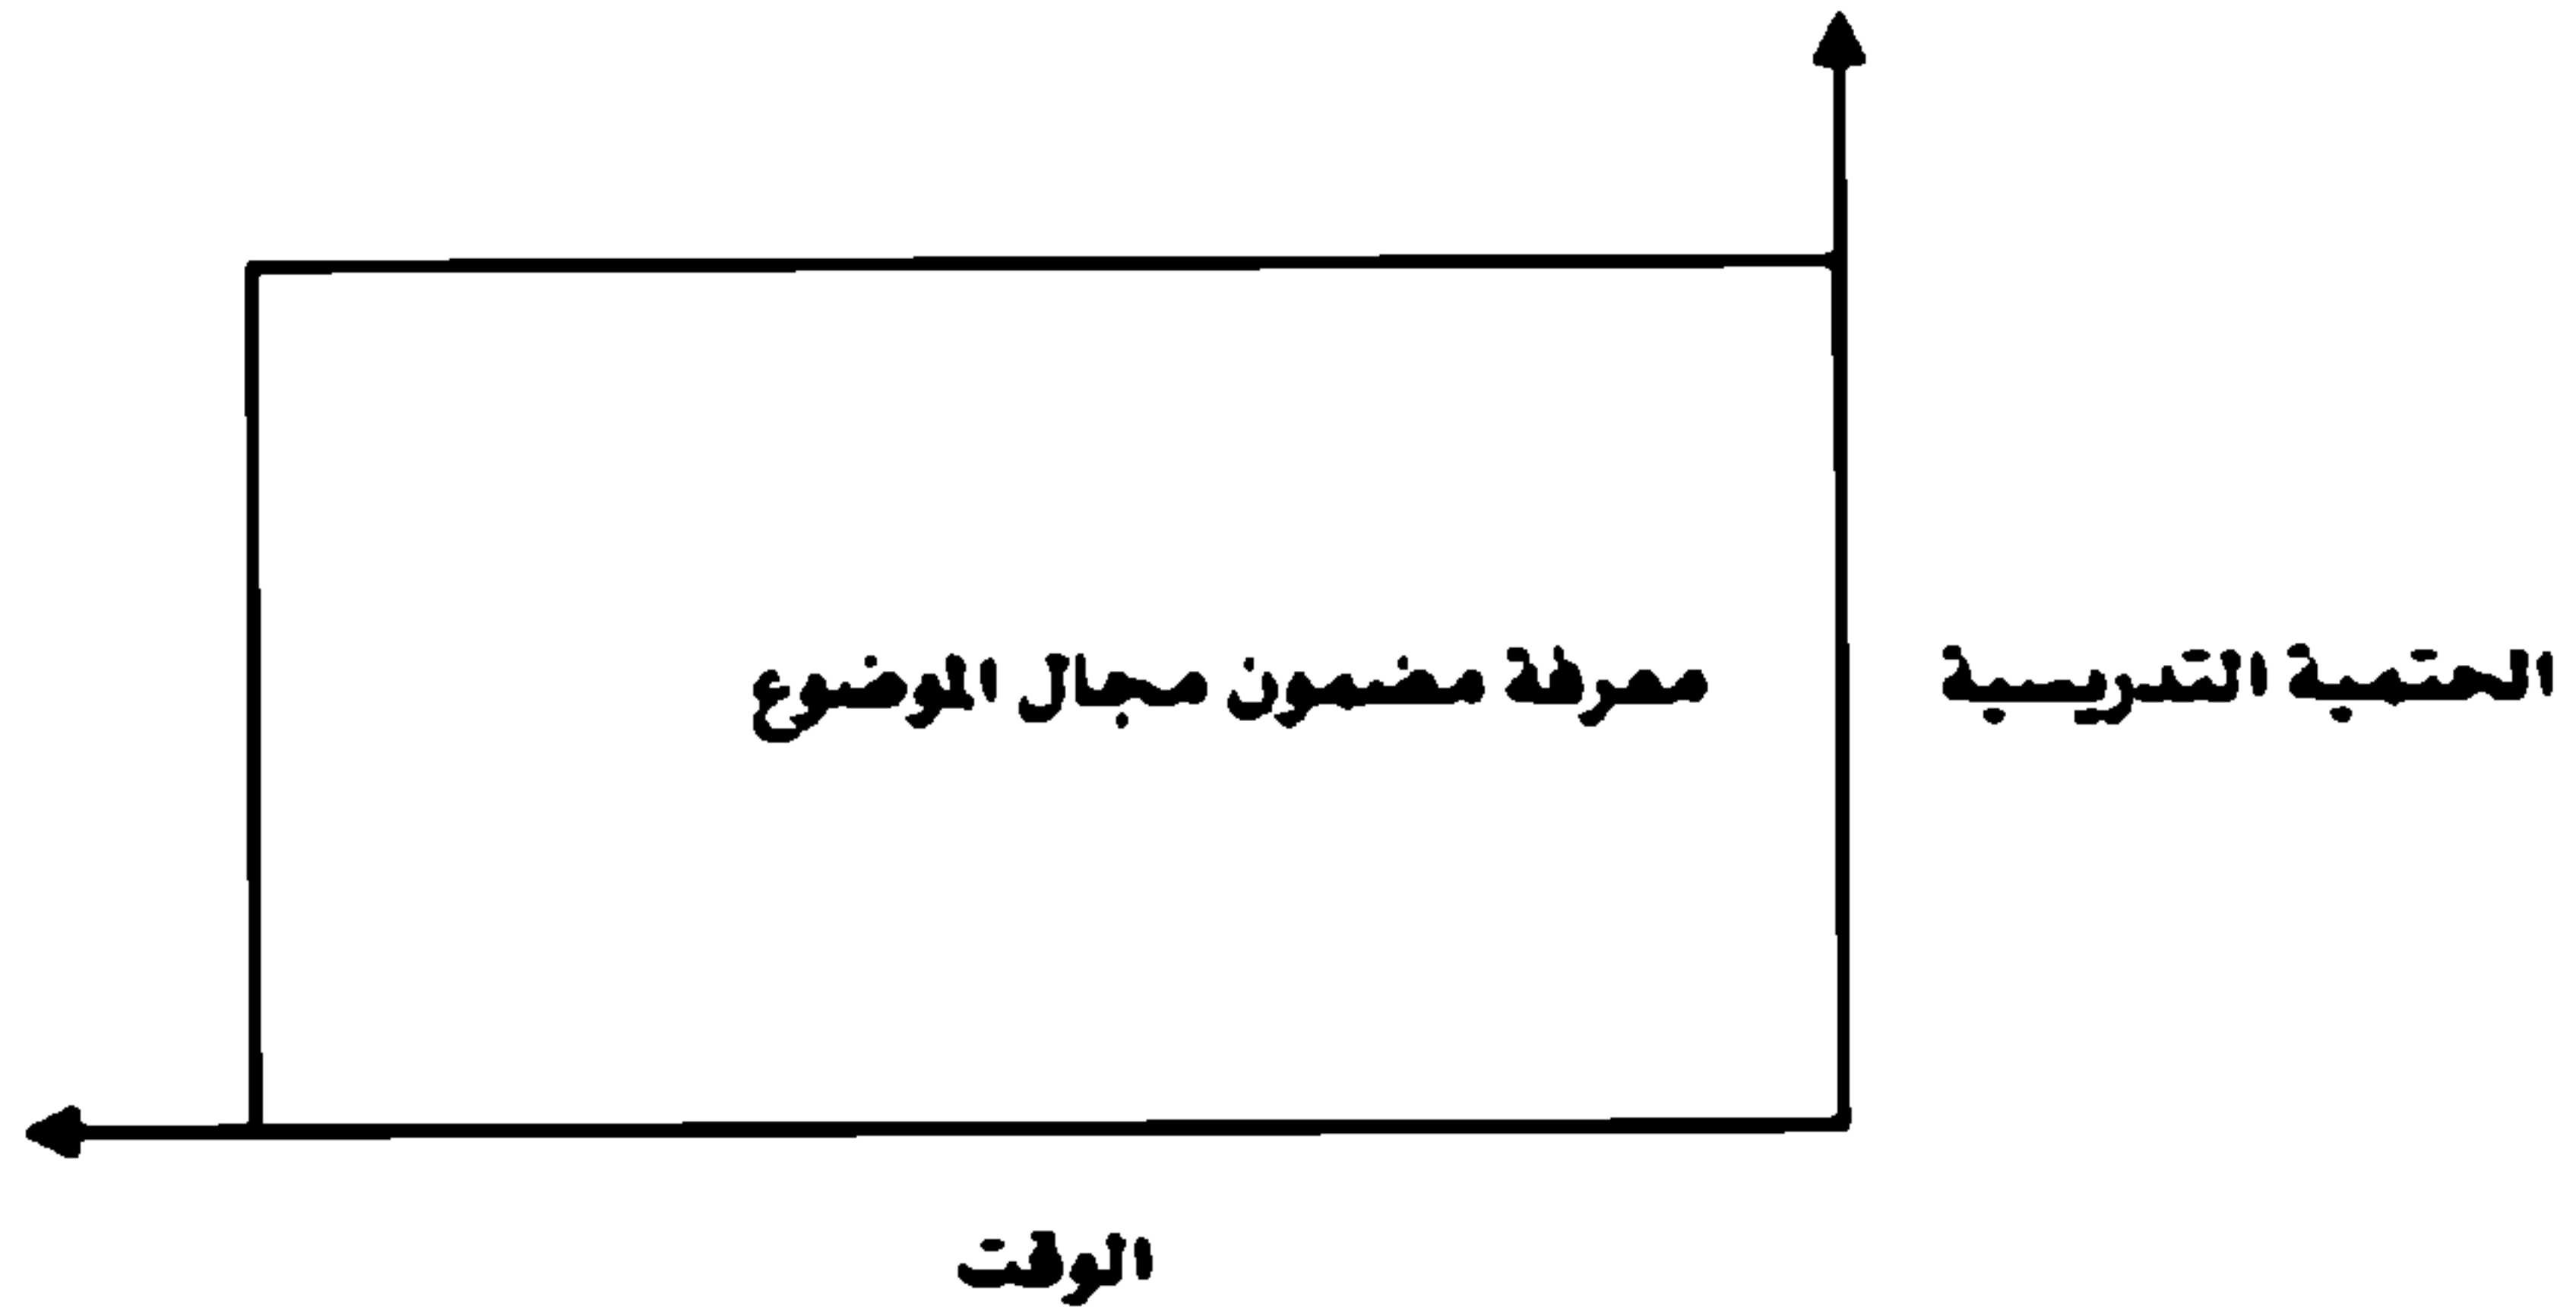 الحتمية التدريسية
معرفة مضمون مجال الموضوع
الوقت